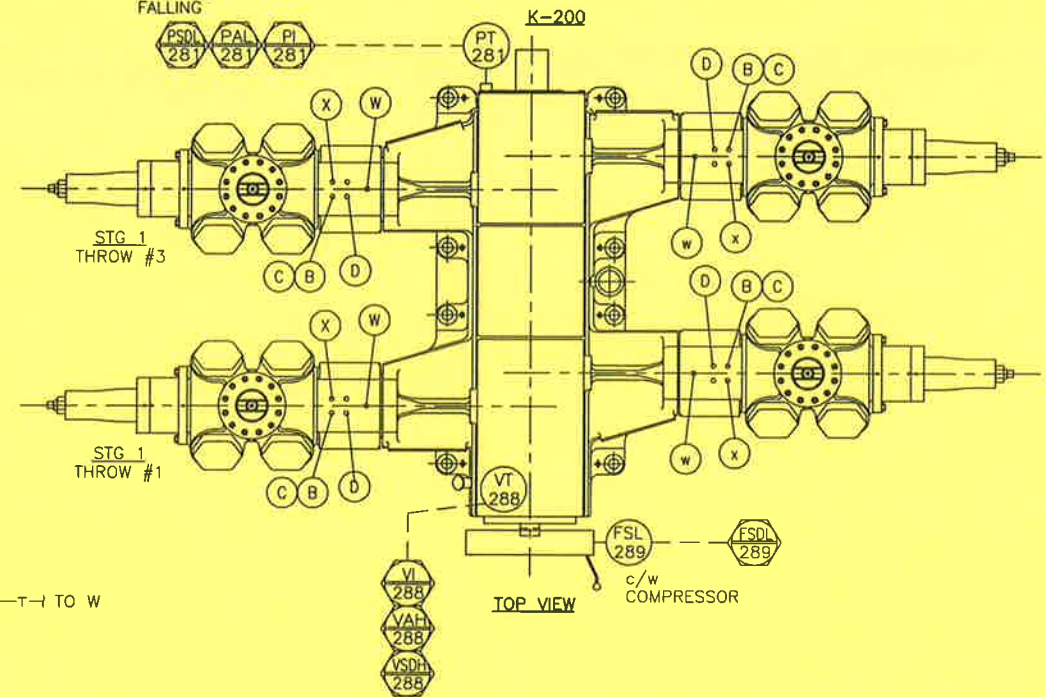 FALLING
K-200
PSDL 281
PAL 281
PI 281
PT 281
X
W
D
B
C
STG 1
THROW #3
C
B
D
w
x
X
W
D
B
C
STG 1
THROW #1
C
B
D
w
x
VT 288
FSL 289
FSDL 289
c/w
COMPRESSOR
VI 288
VAH 288
VSDH 288
TOP VIEW
T
TO W